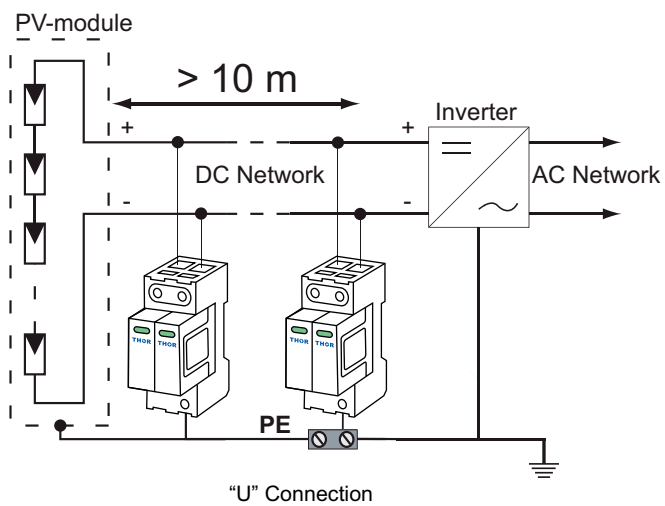 PV-module
> 10 m
+
+
Inverter
DC Network
AC Network
-
-
THOR THOR
THOR THOR
PE
“U” Connection